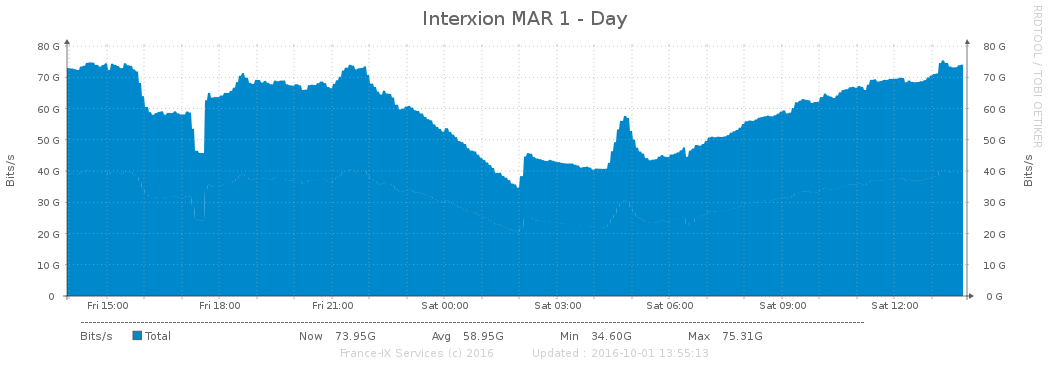 Interxion MAR 1 - Day
RRDTOOL / TOBI OETIKER
80 G 80 G
70 G 70 G
60 G 60 G
50 G 50 G
40 G 40 G
30 G 30 G
20 G 20 G
10 G 10 G
0 0 G
Bits/s Bits/s
Fri 15:00 Fri 18:00 Fri 21:00 Sat 00:00 Sat 03:00 Sat 06:00 Sat 09:00 Sat 12:00
Bits/s Total Now 73.95G Avg 58.95G Min 34.60G Max 75.31G
France-IX Services (c) 2016 Updated : 2016-10-01 13:55:13